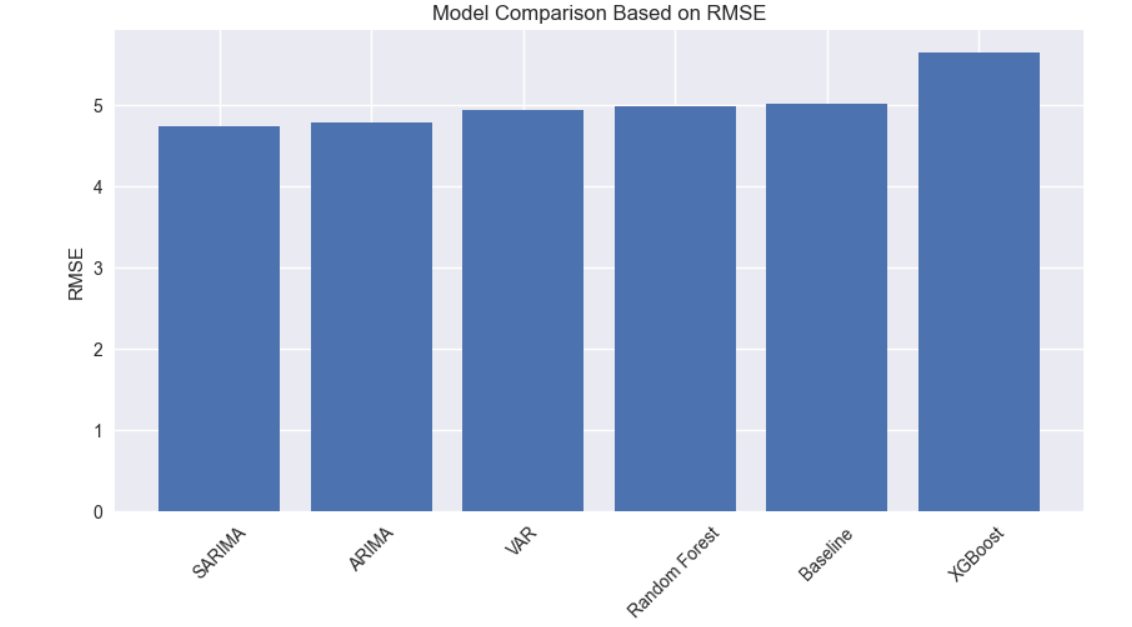 Model Comparison Based on RMSE
RMSE
5
4
3
2
1
0
SARIMA
ARIMA
VAR
Random Forest
Baseline
XGBoost